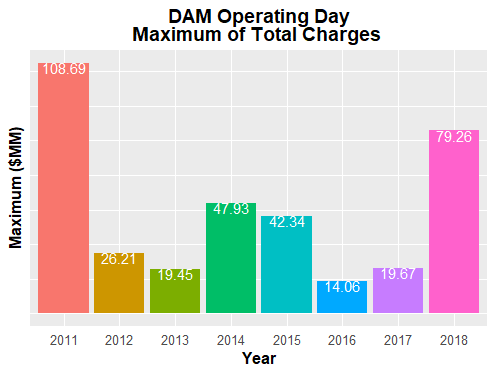 DAM Operating Day
Maximum of Total Charges
Maximum ($MM)
108.69
26.21
19.45
47.93
42.34
14.06
19.67
79.26
2011 2012 2013 2014 2015 2016 2017 2018
Year